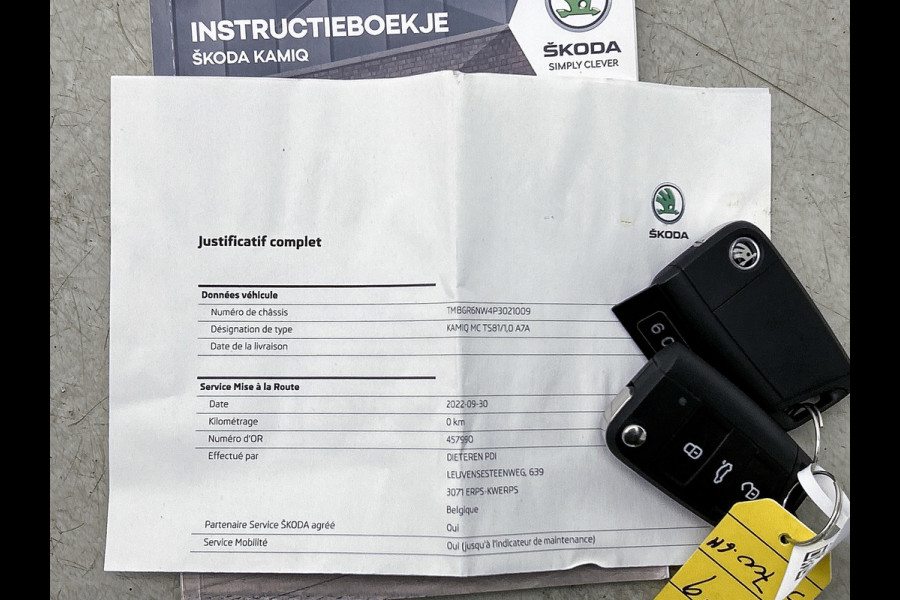 INSTRUCTIEBOEKJE
ŠKODA KAMIQ
ŠKODA
SIMPLY CLEVER
ŠKODA
Justificatif complet
Données véhicule
Numéro de châssis TMBGR6NW4P3021009
Désignation de type KAMIQ MC TS81/1,0 A7A
Date de la livraison
Service Mise à la Route
Date 2022-09-30
Kilométrage 0 km
Numéro d'OR 457990
Effectué par DIETEREN PDI
LEUVENSESTEENWEG, 639
3071 ERPS-KWERPS
Belgique
Partenaire Service ŠKODA agréé Oui
Service Mobilité Oui (jusqu'à l'indicateur de maintenance)